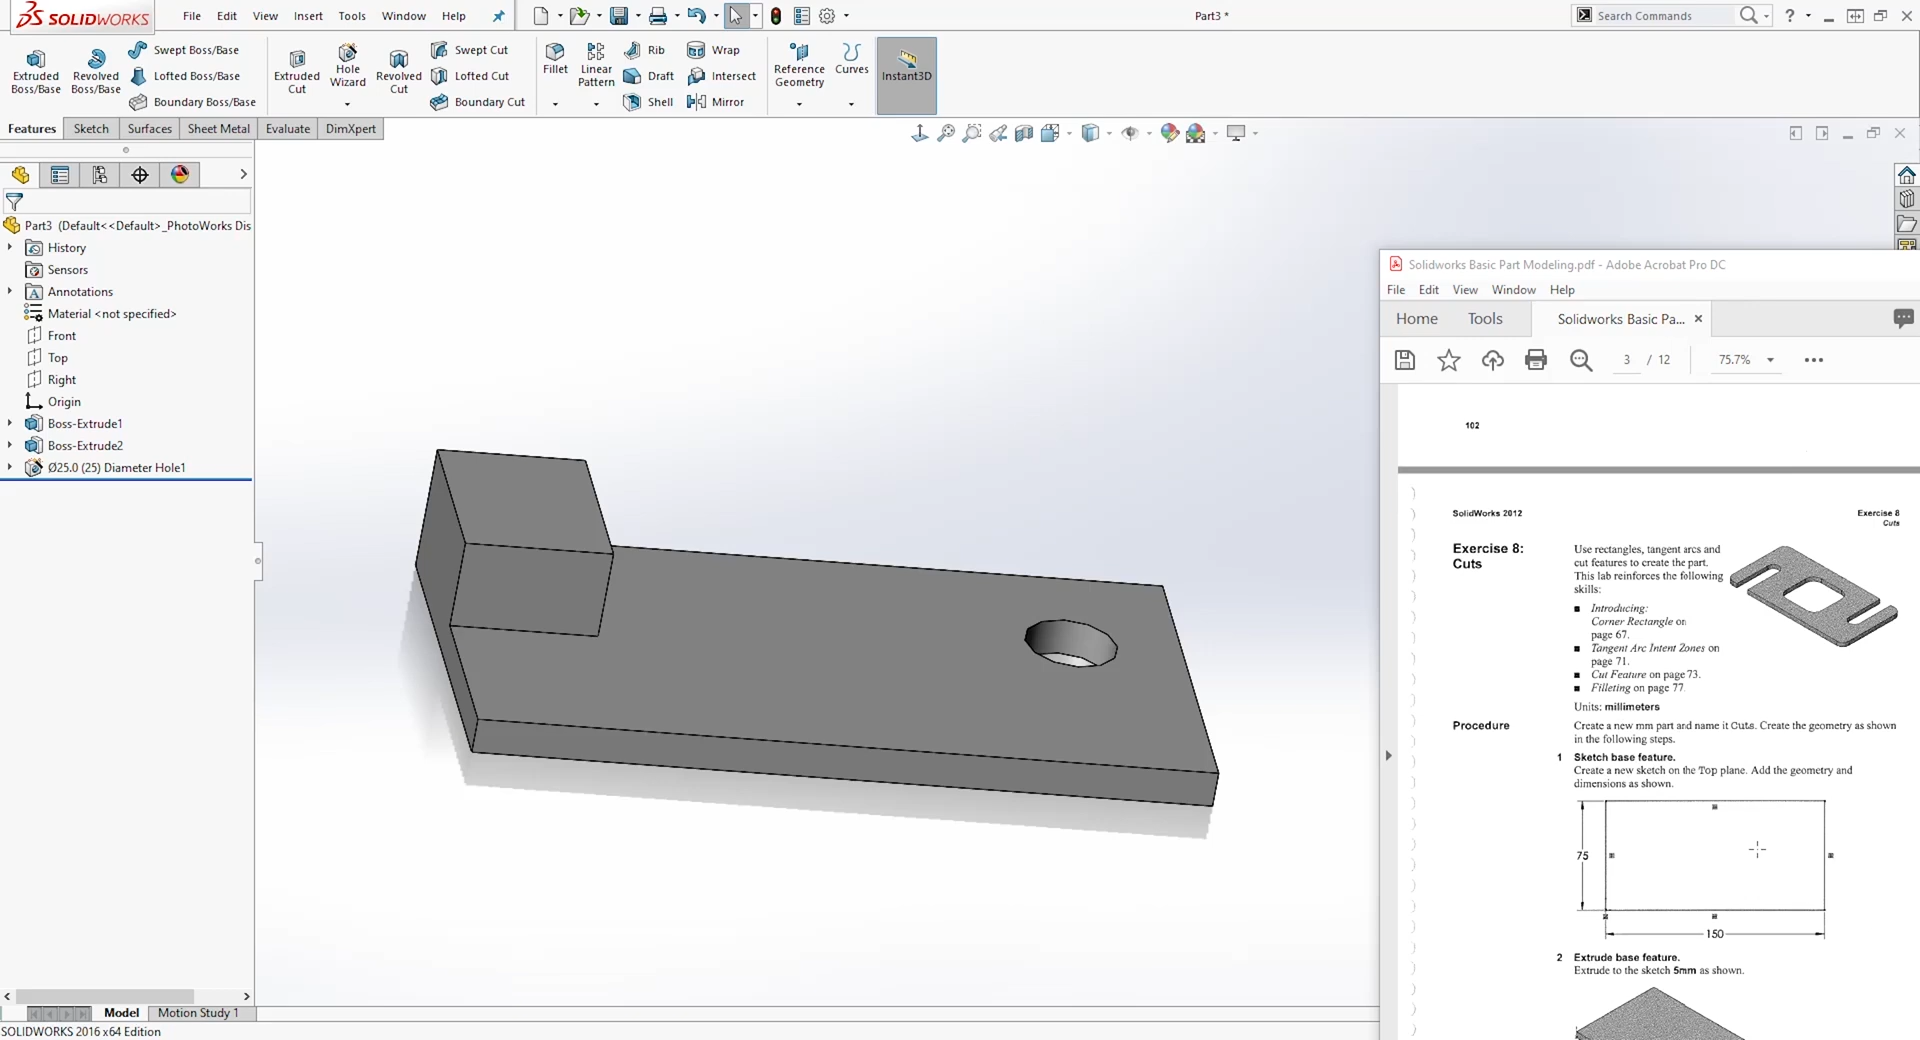 SOLIDWORKS
File Edit View Insert Tools Window Help
Part3 *
Search Commands
Extruded Boss/Base
Revolved Boss/Base
Swept Boss/Base
Lofted Boss/Base
Boundary Boss/Base
Extruded Cut
Hole Wizard
Revolved Cut
Swept Cut
Lofted Cut
Boundary Cut
Fillet
Linear Pattern
Rib
Draft
Shell
Wrap
Intersect
Mirror
Reference Geometry
Curves
Instant3D
Features Sketch Surfaces Sheet Metal Evaluate DimXpert
Part3 (Default<<Default>_PhotoWorks Dis
History
Sensors
Annotations
Material <not specified>
Front
Top
Right
Origin
Boss-Extrude1
Boss-Extrude2
Ø25.0 (25) Diameter Hole1
Model Motion Study 1
SOLIDWORKS 2016 x64 Edition
Solidworks Basic Part Modeling.pdf - Adobe Acrobat Pro DC
File Edit View Window Help
Home Tools Solidworks Basic Pa...
3 / 12 75.7%
102
SolidWorks 2012
Exercise 8
Cuts
Exercise 8:
Cuts
Use rectangles, tangent arcs and
cut features to create the part.
This lab reinforces the following
skills:
Introducing:
Corner Rectangle on
page 67.
Tangent Arc Intent Zones on
page 71.
Cut Feature on page 73.
Filleting on page 77
Units: millimeters
Procedure
Create a new mm part and name it Cuts. Create the geometry as shown
in the following steps.
1 Sketch base feature.
Create a new sketch on the Top plane. Add the geometry and
dimensions as shown.
75
150
2 Extrude base feature.
Extrude to the sketch 5mm as shown.